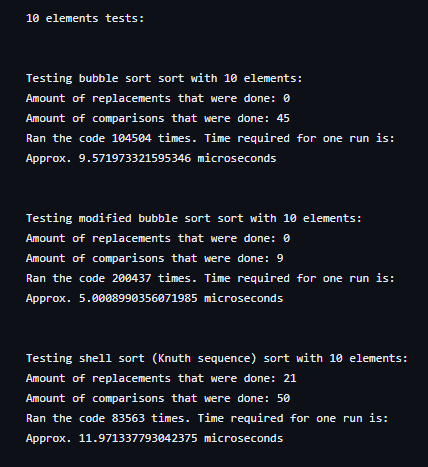 10 elements tests:
Testing bubble sort sort with 10 elements:
Amount of replacements that were done: 0
Amount of comparisons that were done: 45
Ran the code 104504 times. Time required for one run is:
Approx. 9.571973321595346 microseconds
Testing modified bubble sort sort with 10 elements:
Amount of replacements that were done: 0
Amount of comparisons that were done: 9
Ran the code 200437 times. Time required for one run is:
Approx. 5.0008990356071985 microseconds
Testing shell sort (Knuth sequence) sort with 10 elements:
Amount of replacements that were done: 21
Amount of comparisons that were done: 50
Ran the code 83563 times. Time required for one run is:
Approx. 11.971337793042375 microseconds